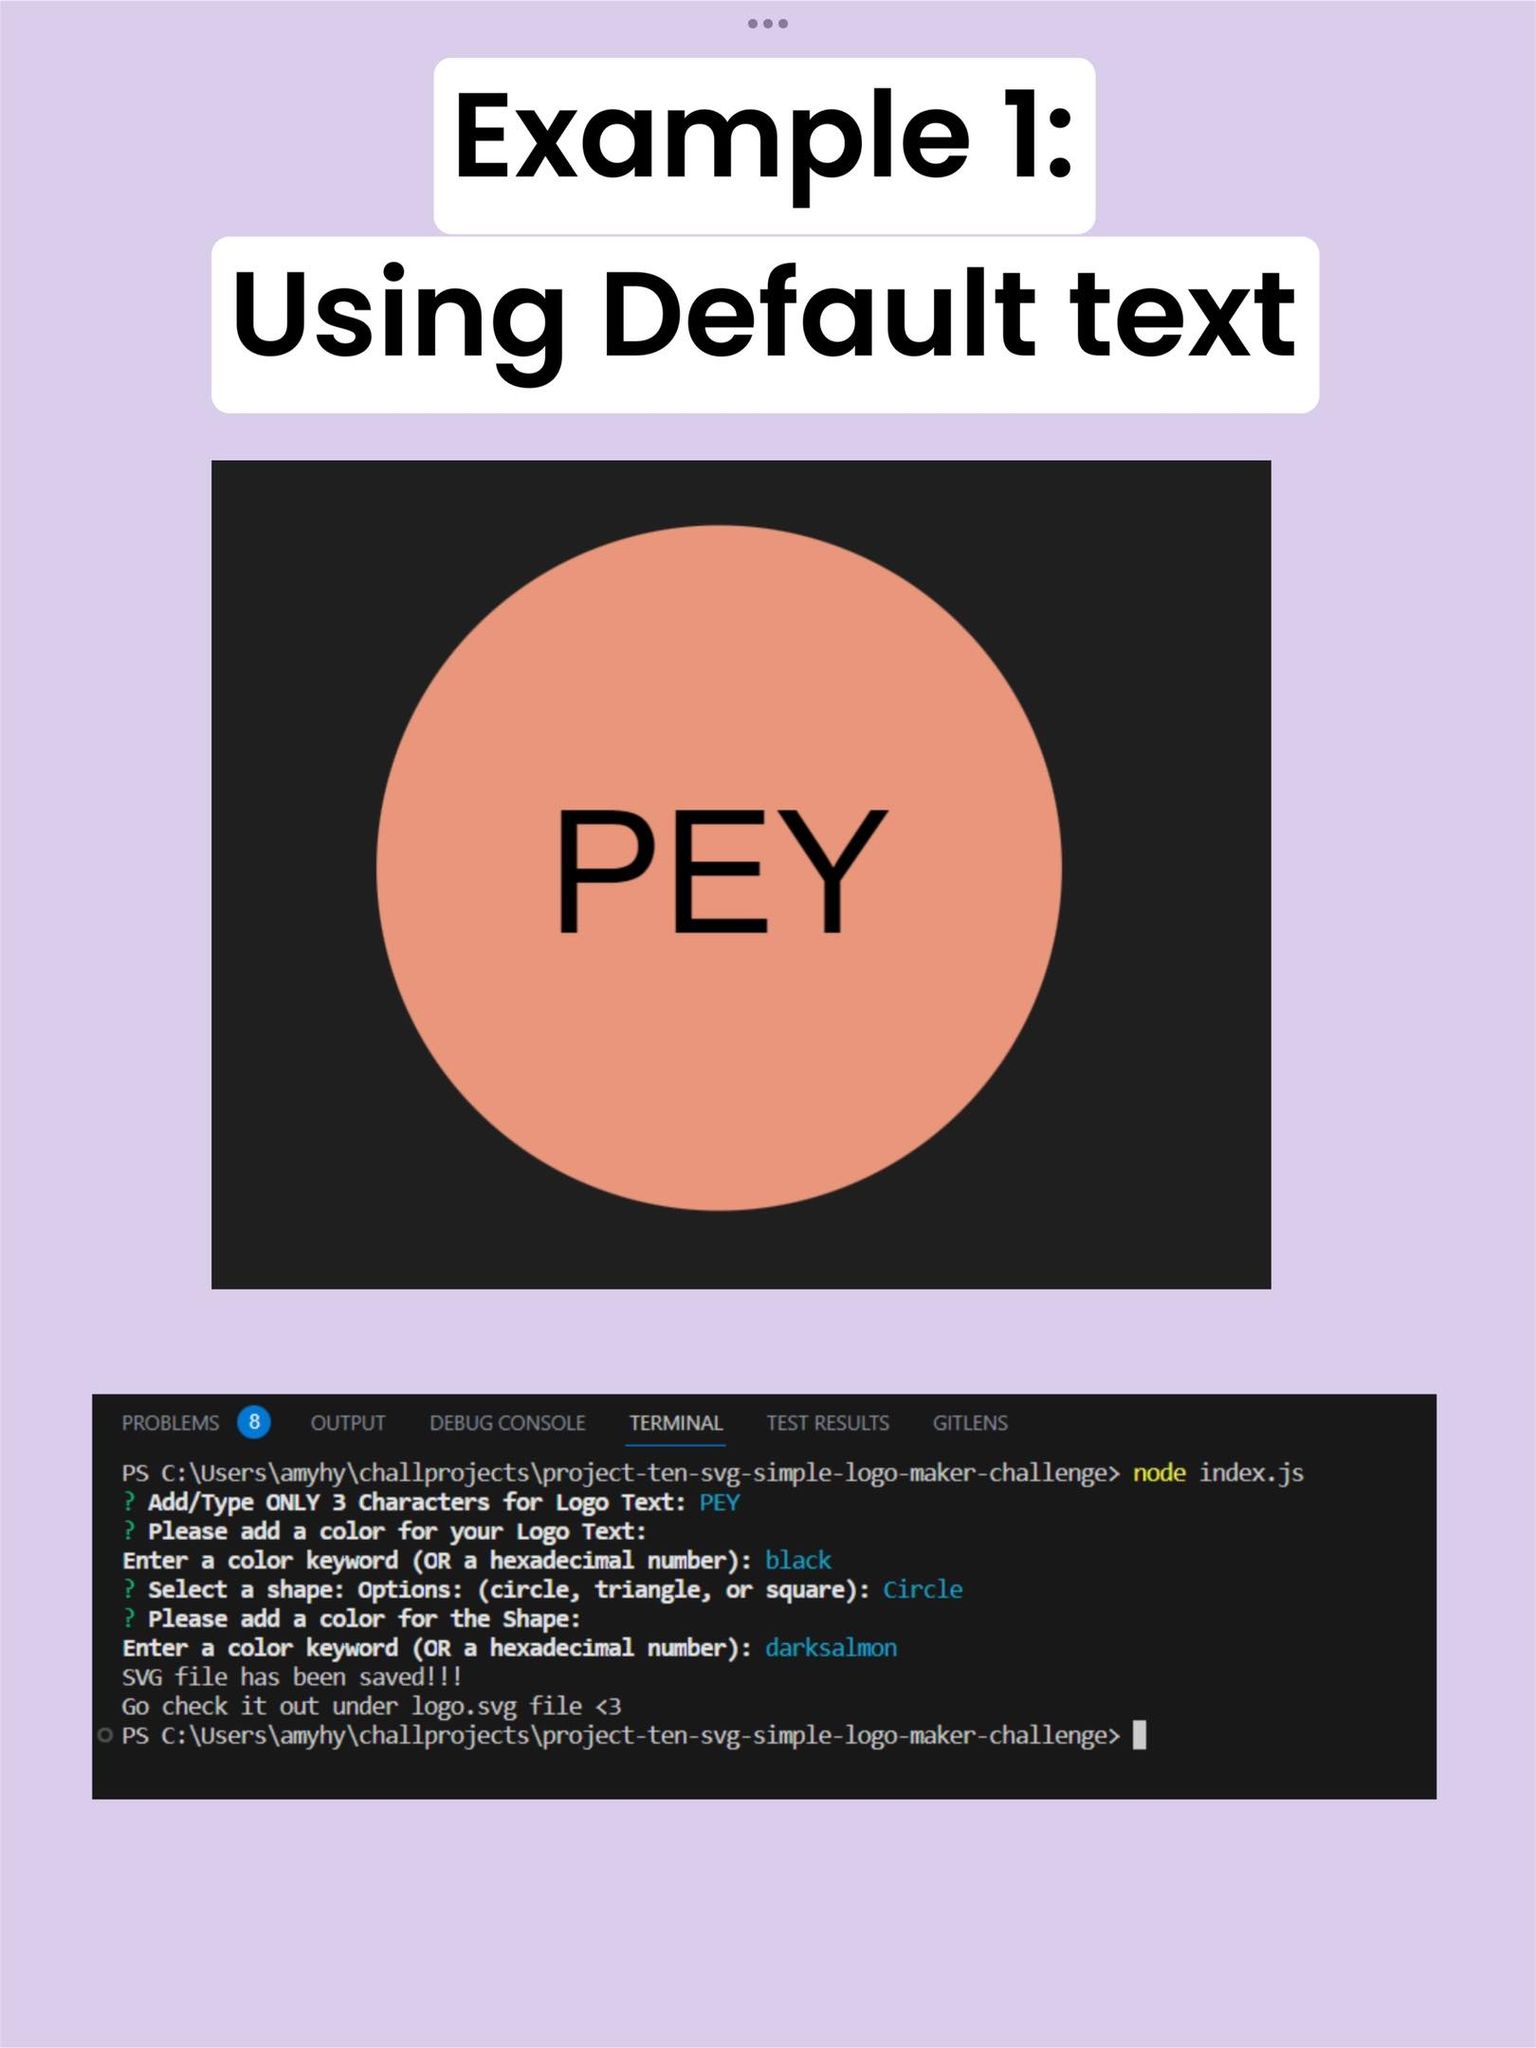 Example 1:
Using Default text
PEY
PROBLEMS 8 OUTPUT DEBUG CONSOLE TERMINAL TEST RESULTS GITLENS
PS C:\Users\amyhy\challprojects\project-ten-svg-simple-logo-maker-challenge> node index.js
? Add/Type ONLY 3 Characters for Logo Text: PEY
? Please add a color for your Logo Text:
Enter a color keyword (OR a hexadecimal number): black
? Select a shape: Options: (circle, triangle, or square): Circle
? Please add a color for the Shape:
Enter a color keyword (OR a hexadecimal number): darksalmon
SVG file has been saved!!!
Go check it out under logo.svg file <3
PS C:\Users\amyhy\challprojects\project-ten-svg-simple-logo-maker-challenge>